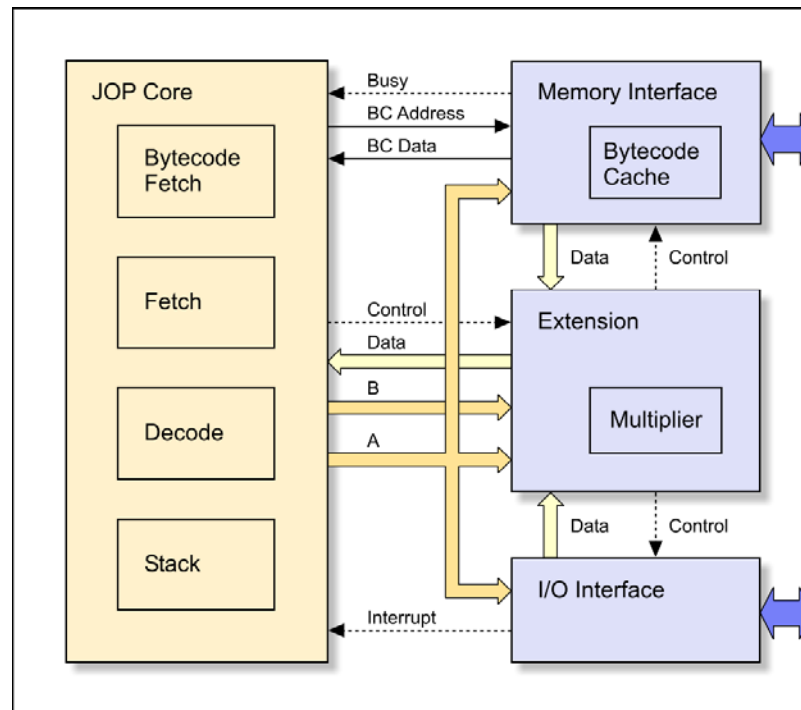 JOP Core
Bytecode
Fetch
Fetch
Decode
Stack
Busy
BC Address
BC Data
Control
Data
B
A
Interrupt
Memory Interface
Bytecode
Cache
Data
Control
Extension
Multiplier
Data
Control
I/O Interface